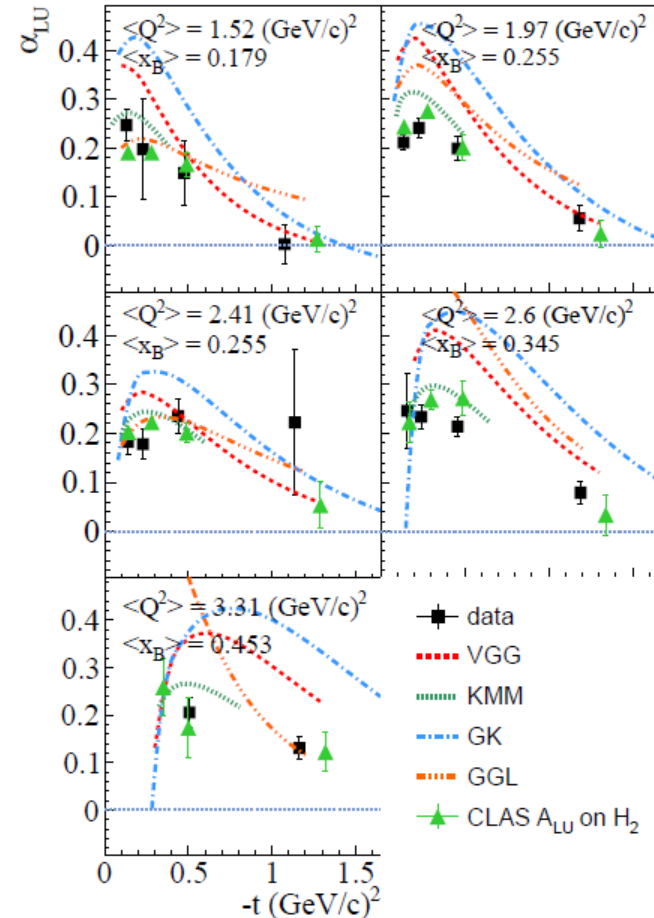 α_LU
<Q²> = 1.52 (GeV/c)²
<x_B> = 0.179
0.4
0.3
0.2
0.1
0
<Q²> = 1.97 (GeV/c)²
<x_B> = 0.255
<Q²> = 2.41 (GeV/c)²
<x_B> = 0.255
0.4
0.3
0.2
0.1
0
<Q²> = 2.6 (GeV/c)²
<x_B> = 0.345
<Q²> = 3.31 (GeV/c)²
<x_B> = 0.453
0.4
0.3
0.2
0.1
0
0 0.5 1 1.5
-t (GeV/c)²
data
VGG
KMM
GK
GGL
CLAS A_LU on H₂